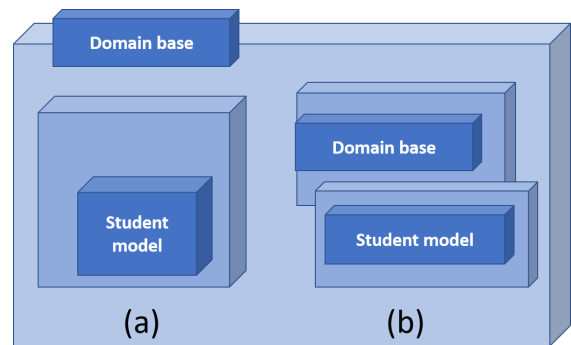 Domain base
Domain base
Student
model
Student model
(a)
(b)